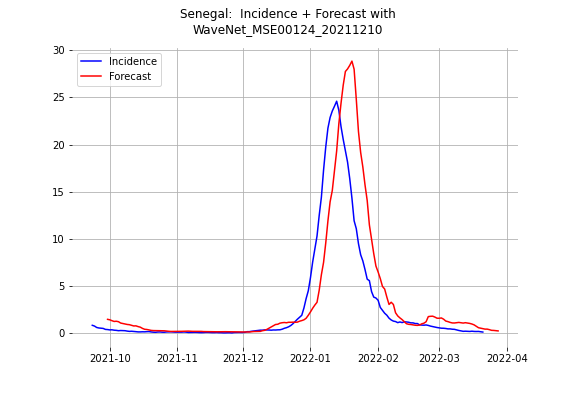 Senegal:  Incidence + Forecast with
WaveNet_MSE00124_20211210
Incidence
Forecast
30
25
20
15
10
5
0
2021-10 2021-11 2021-12 2022-01 2022-02 2022-03 2022-04